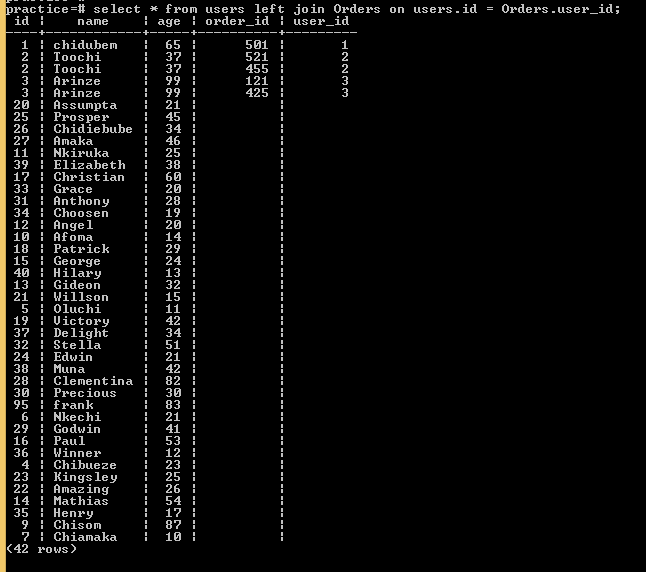 practice=# select * from users left join Orders on users.id = Orders.user_id;
 id |    name    | age | order_id | user_id
----+------------+-----+----------+---------
  1 | chidubem   |  65 |      501 |       1
  2 | Toochi     |  37 |      521 |       2
  2 | Toochi     |  37 |      455 |       2
  3 | Arinze     |  99 |      121 |       3
  3 | Arinze     |  99 |      425 |       3
 20 | Assumpta   |  21 |          |
 25 | Prosper    |  45 |          |
 26 | Chidiebube |  34 |          |
 27 | Amaka      |  46 |          |
 11 | Nkiruka    |  25 |          |
 39 | Elizabeth  |  38 |          |
 17 | Christian  |  60 |          |
 33 | Grace      |  20 |          |
 31 | Anthony    |  28 |          |
 34 | Choosen    |  19 |          |
 12 | Angel      |  20 |          |
 10 | Afoma      |  14 |          |
 18 | Patrick    |  29 |          |
 15 | George     |  24 |          |
 40 | Hilary     |  13 |          |
 13 | Gideon     |  32 |          |
 21 | Willson    |  15 |          |
  5 | Oluchi     |  11 |          |
 19 | Victory    |  42 |          |
 37 | Delight    |  34 |          |
 32 | Stella     |  51 |          |
 24 | Edwin      |  21 |          |
 38 | Muna       |  42 |          |
 28 | Clementina |  82 |          |
 30 | Precious   |  30 |          |
 95 | frank      |  83 |          |
  6 | Nkechi     |  21 |          |
 29 | Godwin     |  41 |          |
 16 | Paul       |  53 |          |
 36 | Winner     |  12 |          |
  4 | Chibueze   |  23 |          |
 23 | Kingsley   |  25 |          |
 22 | Amazing    |  26 |          |
 14 | Mathias    |  54 |          |
 35 | Henry      |  17 |          |
  9 | Chisom     |  87 |          |
  7 | Chiamaka   |  10 |          |
(42 rows)